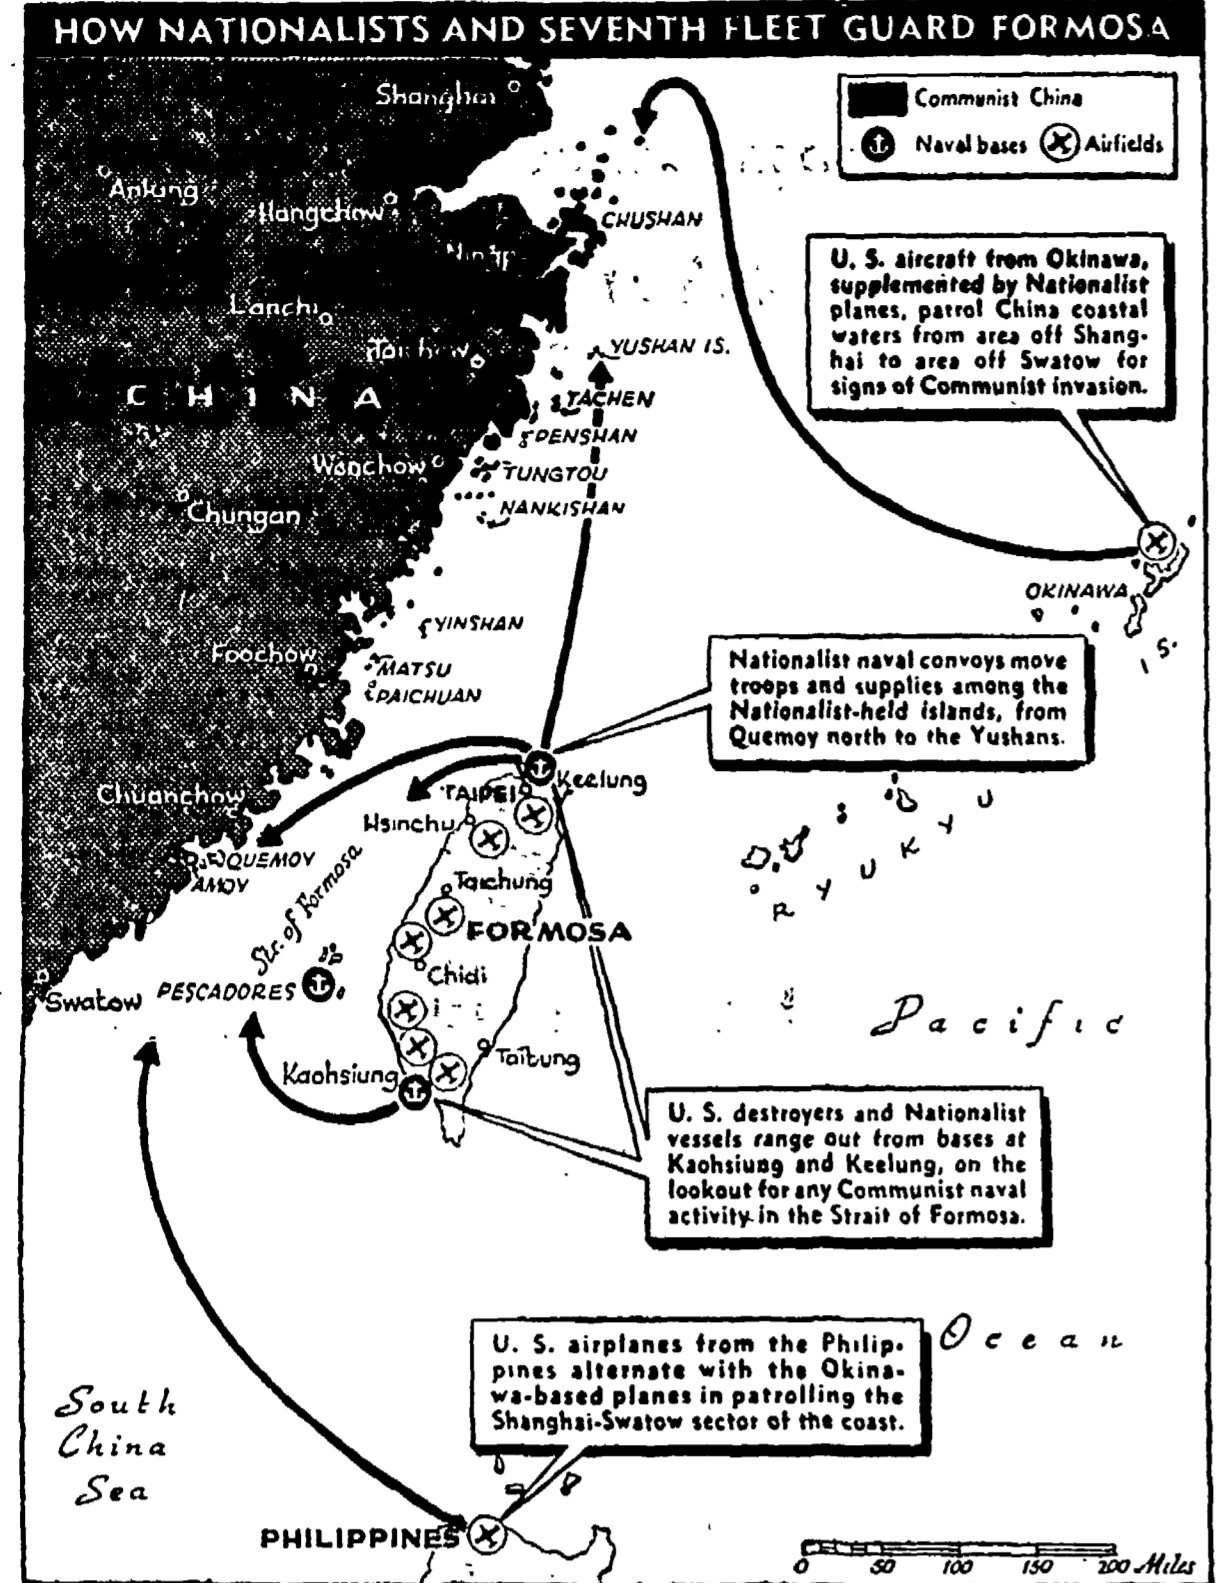 HOW NATIONALISTS AND SEVENTH FLEET GUARD FORMOSA
Communist China
Naval bases
Airfields
Shanghai
Anking
Hangchow
CHUSHAN
Lanchi
Taichow
YUSHAN IS.
U. S. aircraft from Okinawa,
supplemented by Nationalist
planes, patrol China coastal
waters from area off Shang-
hai to area off Swatow for
signs of Communist invasion.
CHINA
TACHEN
PENSHAN
Wenchow
TUNGTOU
Chungan
NANKISHAN
OKINAWA
YINSHAN
Foochow
MATSU
PAICHUAN
Nationalist naval convoys move
troops and supplies among the
Nationalist-held islands, from
Quemoy north to the Yushans.
Keelung
TAIPEI
Chuanchow
Hsinchu
RYUKYU IS.
QUEMOY
AMOY
Str. of Formosa
Taichung
FORMOSA
Chidi
Swatow
PESCADORES
Pacific
Taitung
Kaohsiung
U. S. destroyers and Nationalist
vessels range out from bases at
Kaohsiung and Keelung, on the
lookout for any Communist naval
activity in the Strait of Formosa.
U. S. airplanes from the Philip-
pines alternate with the Okina-
wa-based planes in patrolling the
Shanghai-Swatow sector of the coast.
Ocean
South
China
Sea
PHILIPPINES
0 50 100 150 200 Miles